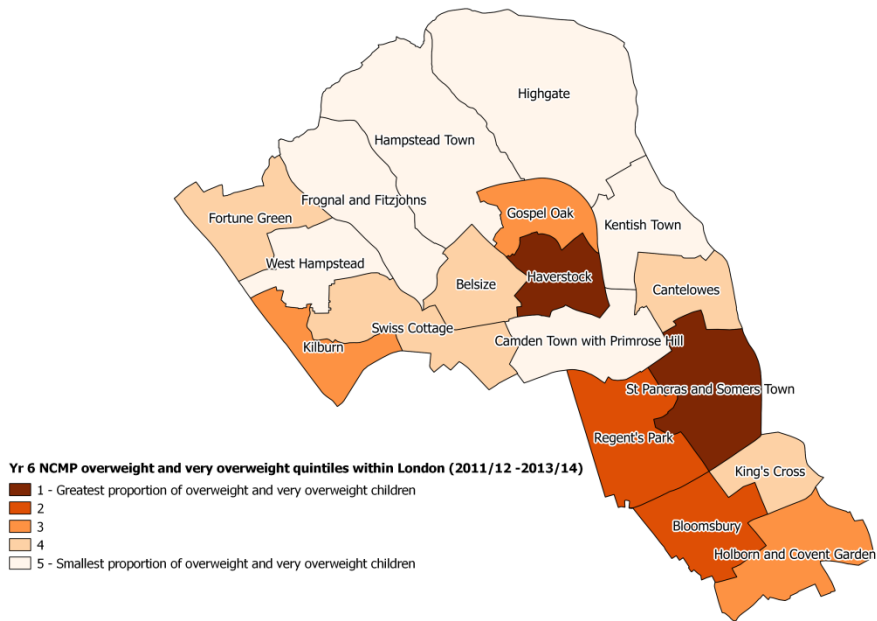 Highgate
Hampstead Town
Frognal and Fitzjohns
Gospel Oak
Fortune Green
Kentish Town
West Hampstead
Haverstock
Belsize
Cantelowes
Swiss Cottage
Camden Town with Primrose Hill
Kilburn
St Pancras and Somers Town
Regent's Park
King's Cross
Bloomsbury
Holborn and Covent Garden
Yr 6 NCMP overweight and very overweight quintiles within London (2011/12 -2013/14)
1 - Greatest proportion of overweight and very overweight children
2
3
4
5 - Smallest proportion of overweight and very overweight children